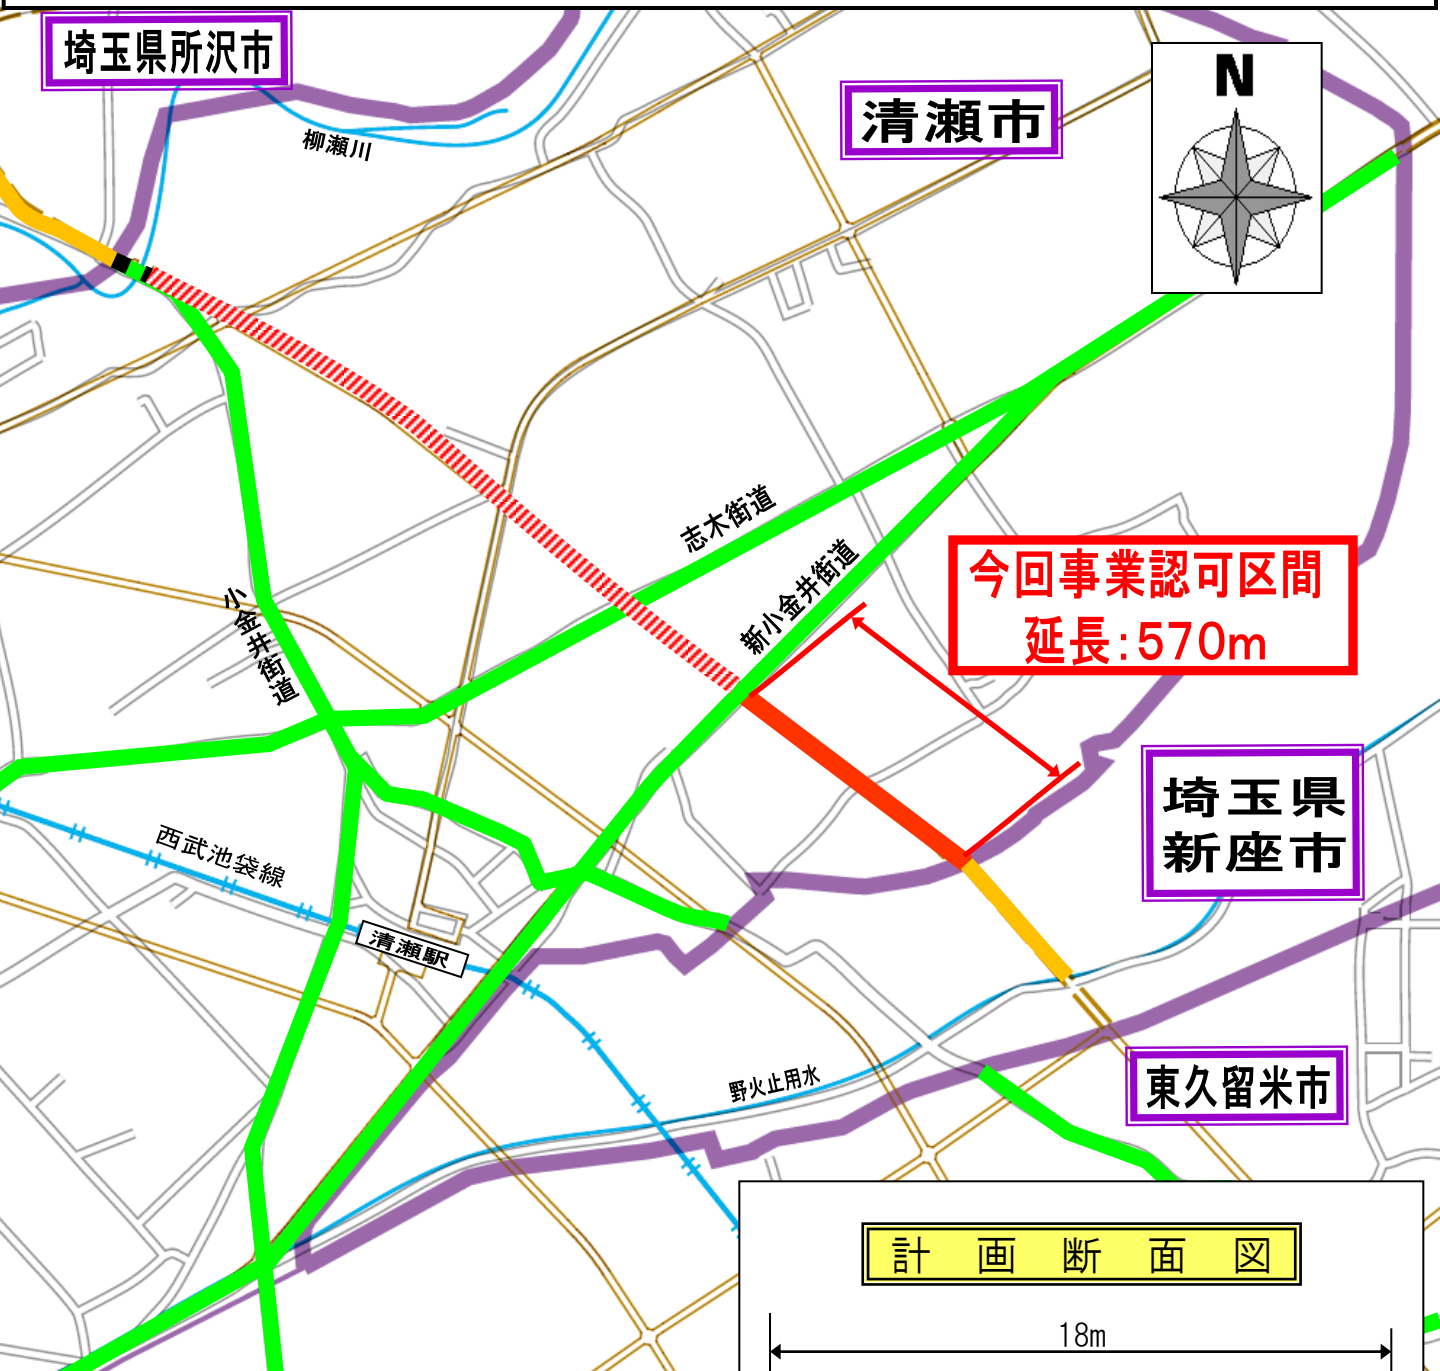 埼玉県所沢市
柳瀬川
清瀬市
N
志木街道
新小金井街道
今回事業認可区間
延長:570m
小金井街道
埼玉県
新座市
西武池袋線
清瀬駅
野火止用水
東久留米市
計画断面図
18m